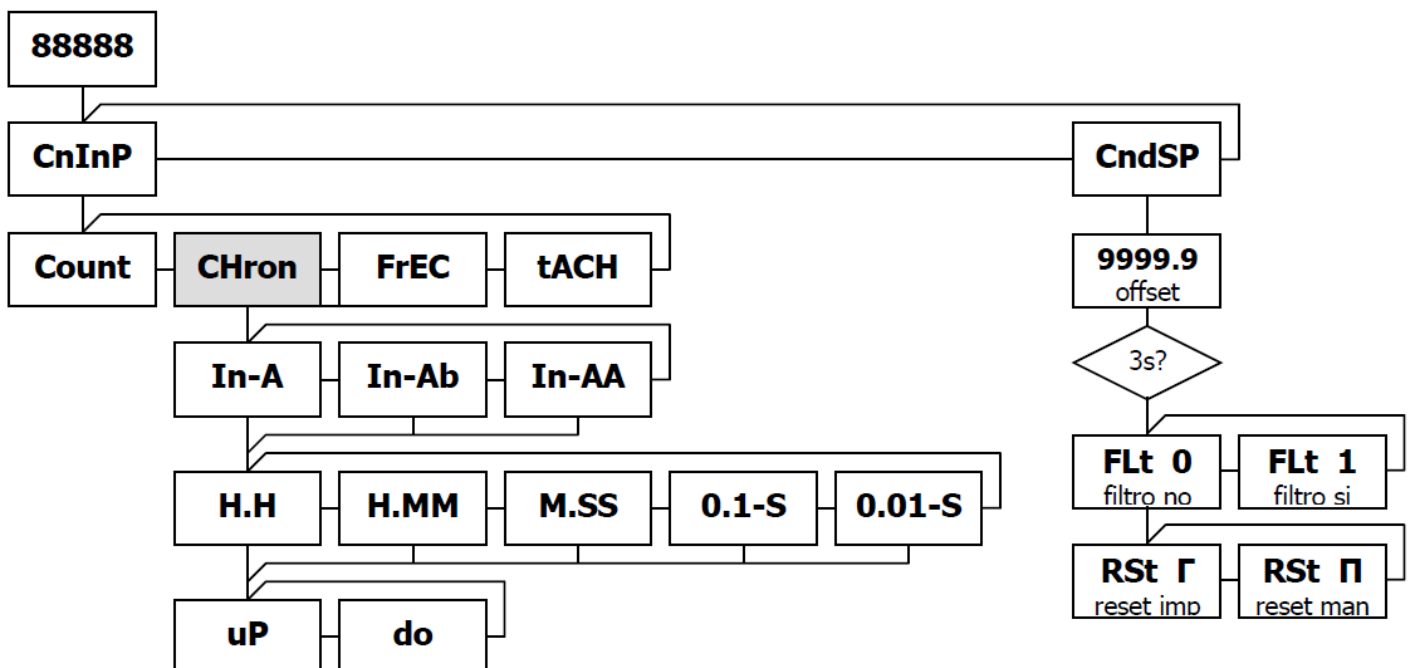 88888
CnInP
CndSP
Count
CHron
FrEC
tACH
9999.9
offset
3s?
In-A
In-Ab
In-AA
FLt 0
filtro no
FLt 1
filtro si
H.H
H.MM
M.SS
0.1-S
0.01-S
RSt Γ
reset imp
RSt Π
reset man
uP
do